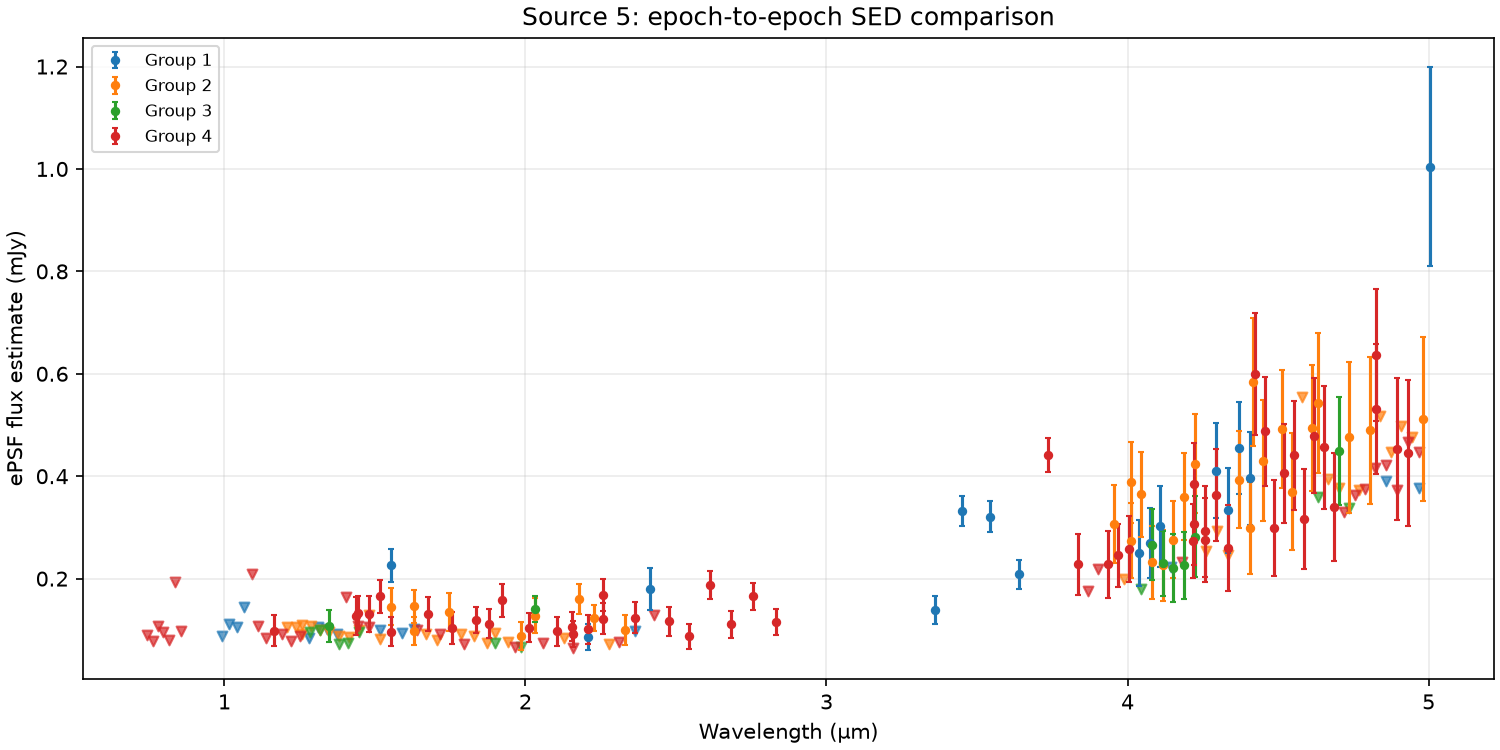 Source 5: epoch-to-epoch SED comparison
Group 1
Group 2
Group 3
Group 4
ePSF flux estimate (mJy)
1.2
1.0
0.8
0.6
0.4
0.2
1 2 3 4 5
Wavelength (μm)